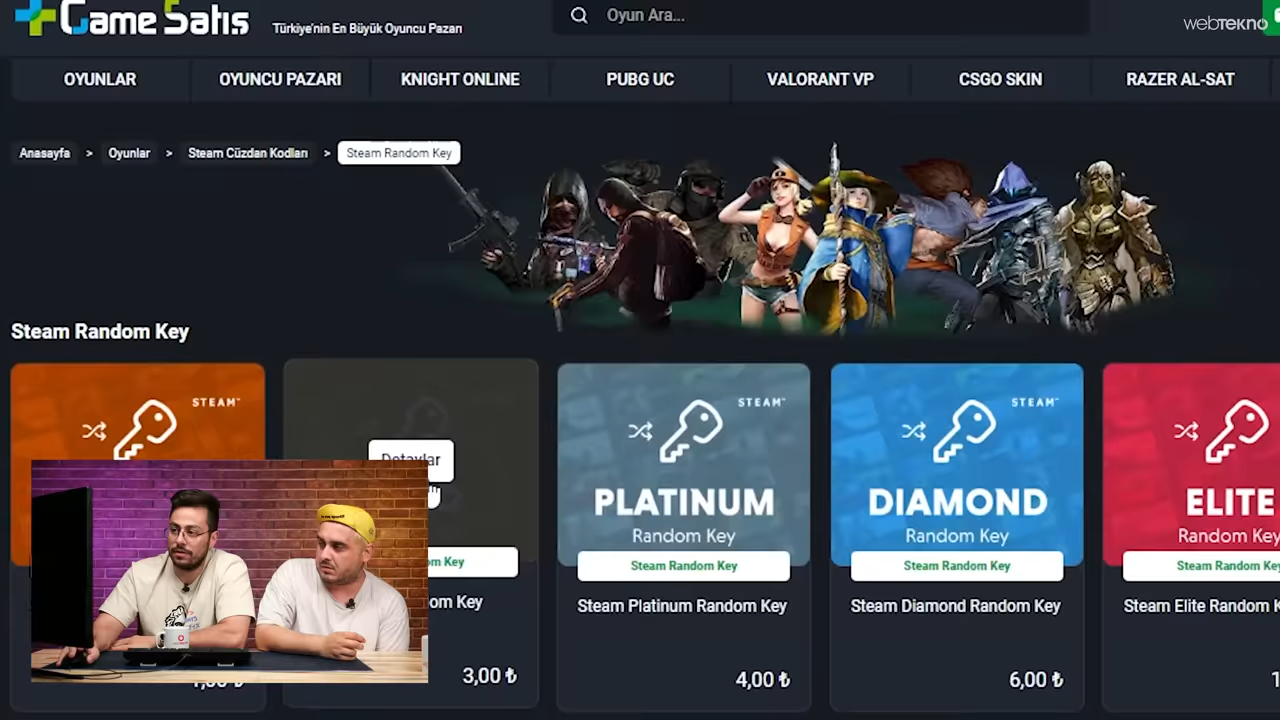 Game Satış
Türkiye'nin En Büyük Oyuncu Pazarı
Oyun Ara...
webtekno
OYUNLAR
OYUNCU PAZARI
KNIGHT ONLINE
PUBG UC
VALORANT VP
CSGO SKIN
RAZER AL-SAT
Anasayfa > Oyunlar > Steam Cüzdan Kodları > Steam Random Key
Steam Random Key
STEAM
Detaylar
Key
Key
3,00 ₺
STEAM
PLATINUM
Random Key
Steam Random Key
Steam Platinum Random Key
4,00 ₺
STEAM
DIAMOND
Random Key
Steam Random Key
Steam Diamond Random Key
6,00 ₺
ELITE
Random Key
Steam Random Key
Steam Elite Random